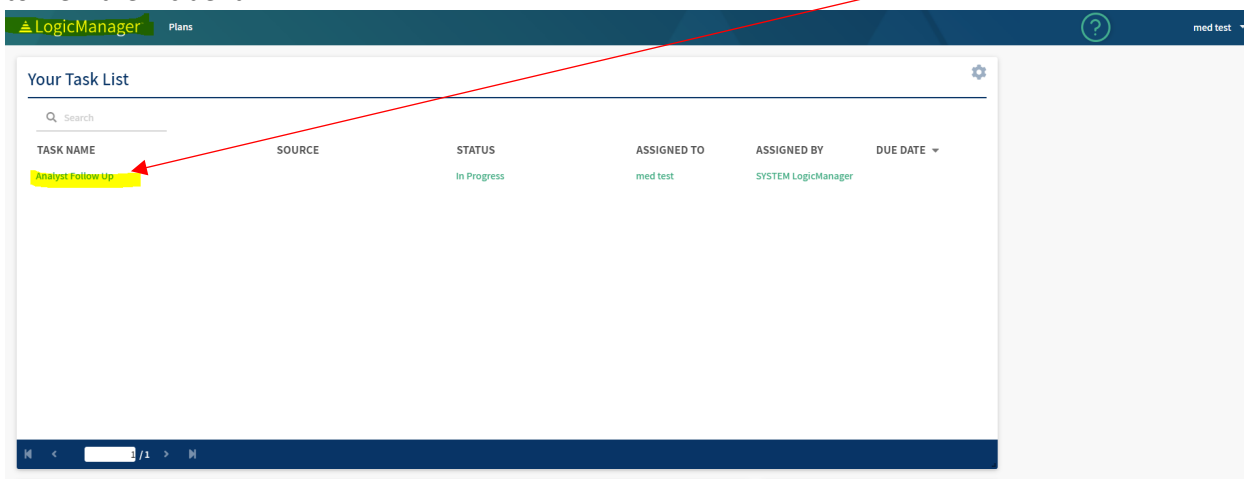 LogicManager Plans ? med test
Your Task List
Search
TASK NAME SOURCE STATUS ASSIGNED TO ASSIGNED BY DUE DATE
Analyst Follow Up In Progress med test SYSTEM LogicManager
1 /1